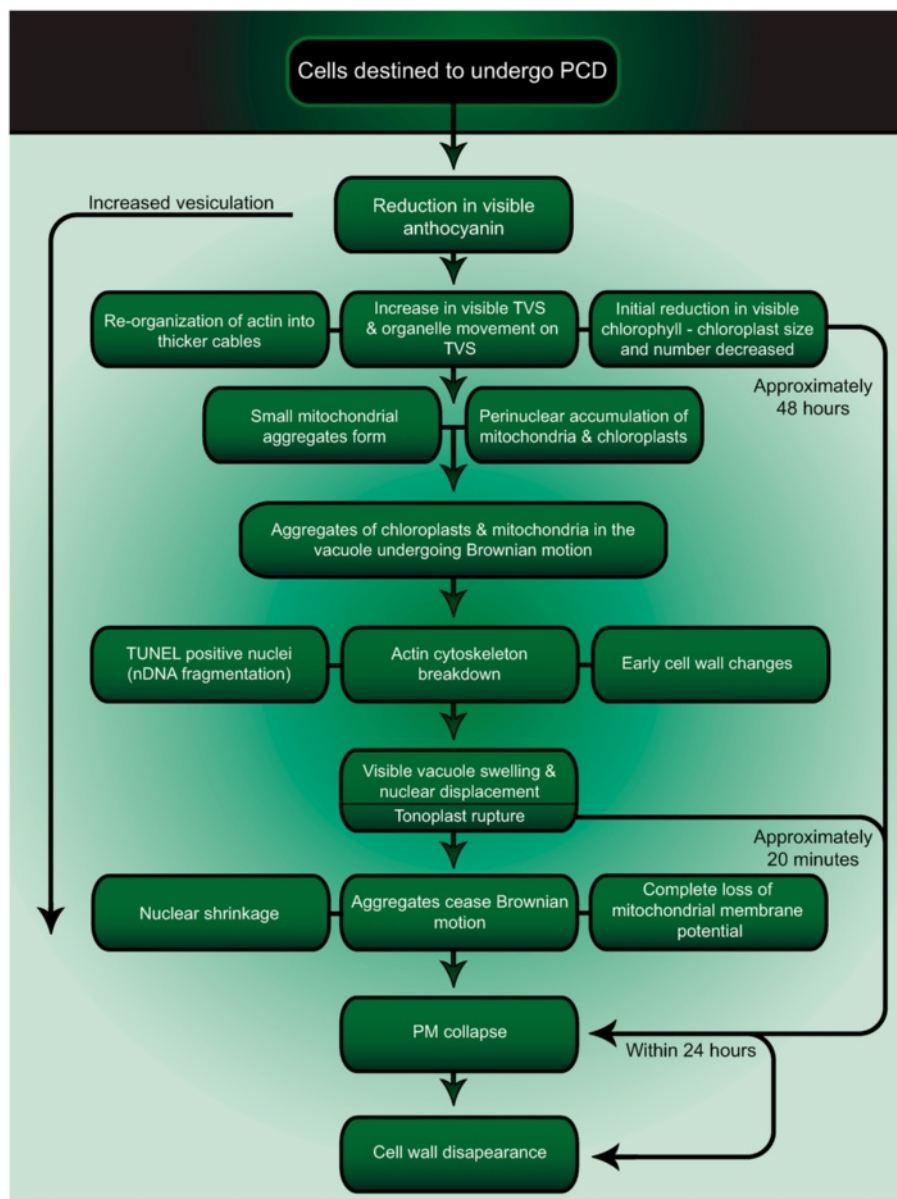 Cells destined to undergo PCD
Increased vesiculation
Reduction in visible
anthocyanin
Re-organization of actin into
thicker cables
Increase in visible TVS
& organelle movement on
TVS
Initial reduction in visible
chlorophyll - chloroplast size
and number decreased
Approximately
48 hours
Small mitochondrial
aggregates form
Perinuclear accumulation of
mitochondria & chloroplasts
Aggregates of chloroplasts & mitochondria in the
vacuole undergoing Brownian motion
TUNEL positive nuclei
(nDNA fragmentation)
Actin cytoskeleton
breakdown
Early cell wall changes
Visible vacuole swelling &
nuclear displacement
Tonoplast rupture
Approximately
20 minutes
Nuclear shrinkage
Aggregates cease Brownian
motion
Complete loss of
mitochondrial membrane
potential
PM collapse
Within 24 hours
Cell wall disappearance